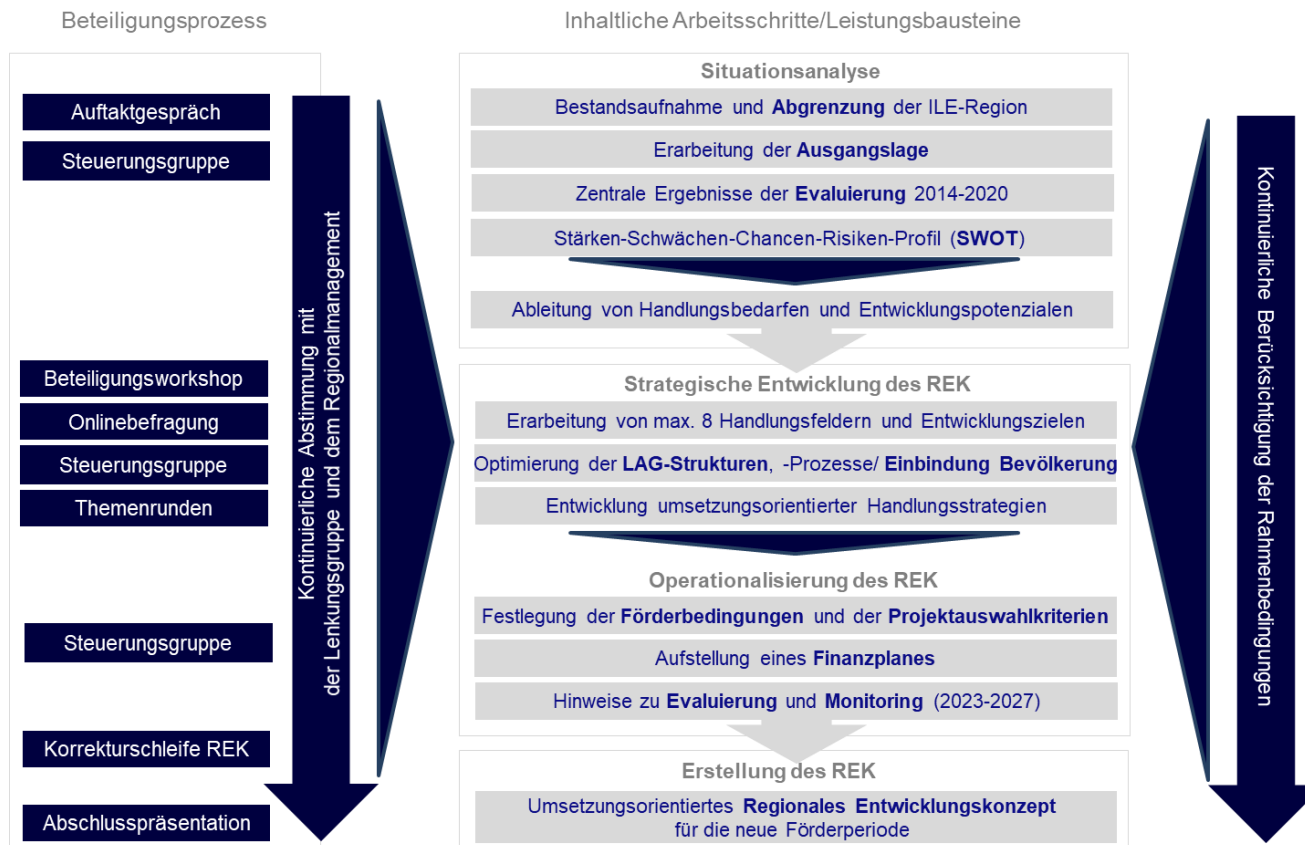 Beteiligungsprozess
Auftaktgespräch
Steuerungsgruppe
Beteiligungsworkshop
Onlinebefragung
Steuerungsgruppe
Themenrunden
Steuerungsgruppe
Korrekturschleife REK
Abschlusspräsentation
Kontinuierliche Abstimmung mit
der Lenkungsgruppe und dem Regionalmanagement
Inhaltliche Arbeitsschritte/Leistungsbausteine
Situationsanalyse
Bestandsaufnahme und Abgrenzung der ILE-Region
Erarbeitung der Ausgangslage
Zentrale Ergebnisse der Evaluierung 2014-2020
Stärken-Schwächen-Chancen-Risiken-Profil (SWOT)
Ableitung von Handlungsbedarfen und Entwicklungspotenzialen
Strategische Entwicklung des REK
Erarbeitung von max. 8 Handlungsfeldern und Entwicklungszielen
Optimierung der LAG-Strukturen, -Prozesse/ Einbindung Bevölkerung
Entwicklung umsetzungsorientierter Handlungsstrategien
Operationalisierung des REK
Festlegung der Förderbedingungen und der Projektauswahlkriterien
Aufstellung eines Finanzplanes
Hinweise zu Evaluierung und Monitoring (2023-2027)
Erstellung des REK
Umsetzungsorientiertes Regionales Entwicklungskonzept
für die neue Förderperiode
Kontinuierliche Berücksichtigung der Rahmenbedingungen